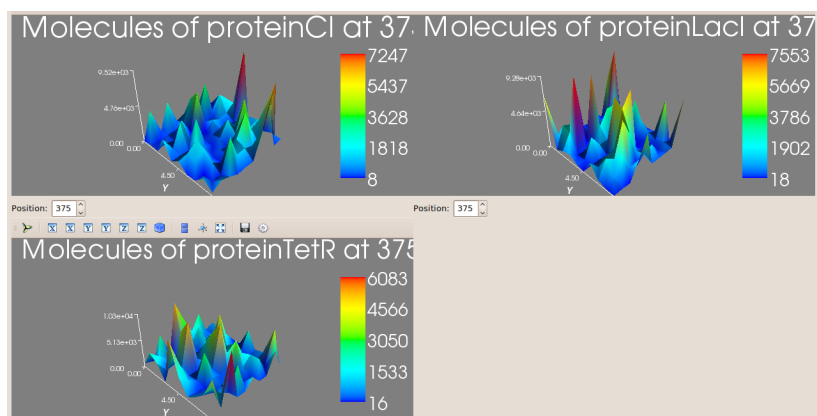 Molecules of proteinCI at 37
7247
5437
3628
1818
8
9.52e+03
4.76e+03
0.00
0.00
4.50
Y
Position: 375
Molecules of proteinLacI at 37
7553
5669
3786
1902
18
9.28e+03
4.64e+03
0.00
0.00
4.50
Y
Position: 375
X X Y Y Z Z
Molecules of proteinTetR at 375
6083
4566
3050
1533
16
1.03e+04
5.13e+03
0.00
0.00
4.50
Y